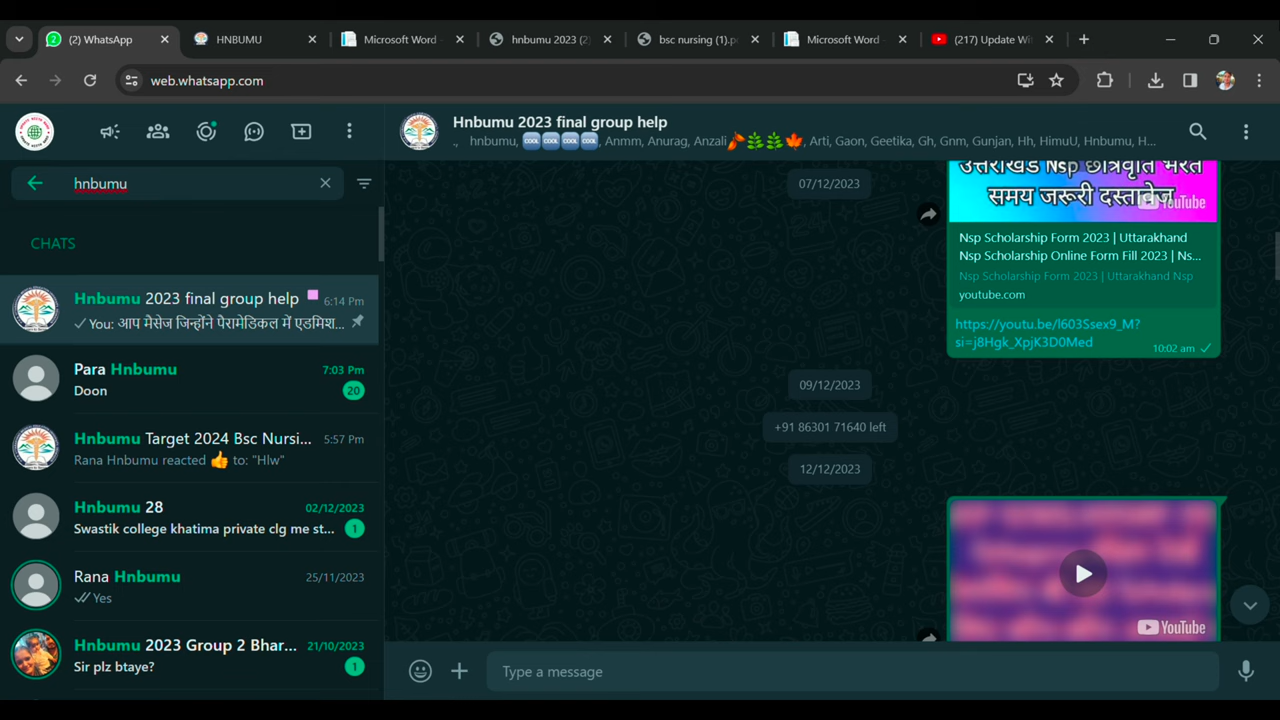 (2) WhatsApp
HNBUMU
Microsoft Word -
hnbumu 2023 (2)
bsc nursing (1).p
Microsoft Word -
(217) Update Wi
web.whatsapp.com
Hnbumu 2023 final group help
., hnbumu, COOL COOL COOL COOL, Anmm, Anurag, Anzali, Arti, Gaon, Geetika, Gh, Gnm, Gunjan, Hh, HimuU, Hnbumu, H...
hnbumu
CHATS
Hnbumu 2023 final group help 6:14 Pm
You: आप मैसेज जिन्होंने पैरामेडिकल में एडमिश...
Para Hnbumu 7:03 Pm
Doon 20
Hnbumu Target 2024 Bsc Nursi... 5:57 Pm
Rana Hnbumu reacted 👍 to: "Hlw"
Hnbumu 28 02/12/2023
Swastik college khatima private clg me st... 1
Rana Hnbumu 25/11/2023
Yes
Hnbumu 2023 Group 2 Bhar... 21/10/2023
Sir plz btaye? 1
07/12/2023
उत्तराखंड Nsp छात्रवृति भरते
समय जरूरी दस्तावेज
YouTube
Nsp Scholarship Form 2023 | Uttarakhand
Nsp Scholarship Online Form Fill 2023 | Ns...
Nsp Scholarship Form 2023 | Uttarakhand Nsp
youtube.com
https://youtu.be/l603Ssex9_M?
si=j8Hgk_XpjK3D0Med
10:02 am
09/12/2023
+91 86301 71640 left
12/12/2023
YouTube
Type a message